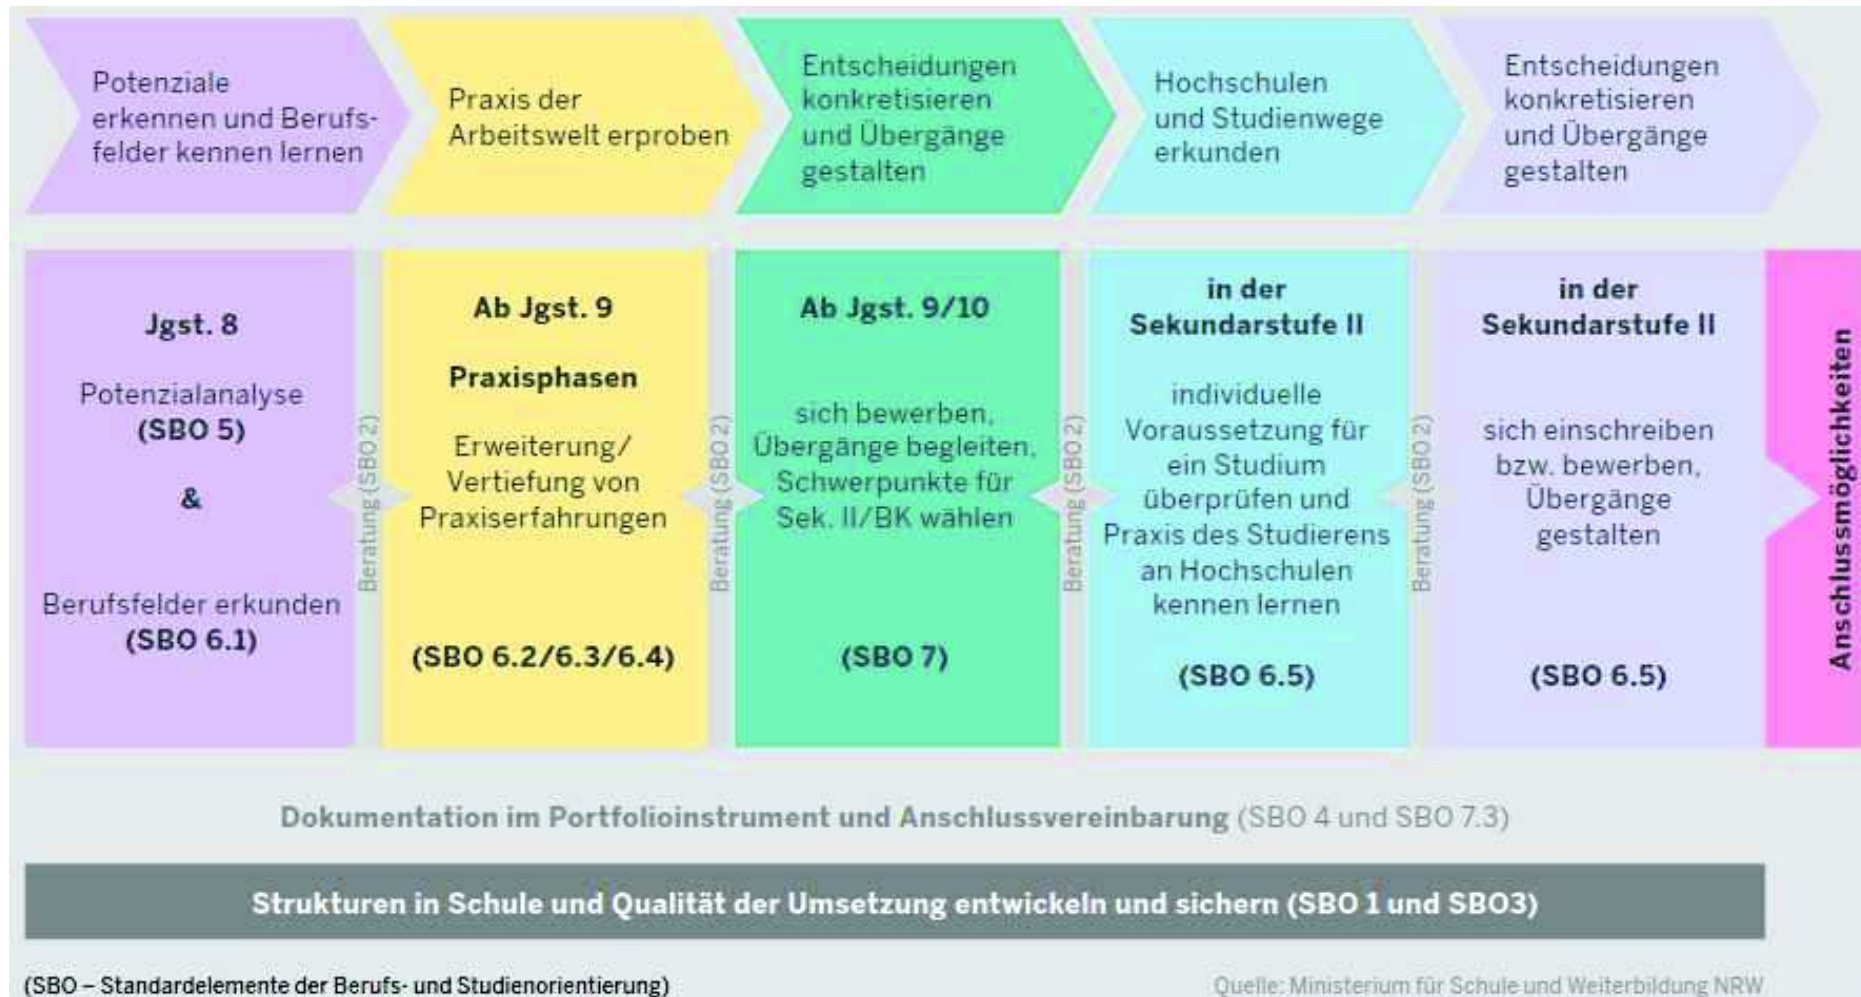 Potenziale
erkennen und Berufs-
felder kennen lernen
Praxis der
Arbeitswelt erproben
Entscheidungen
konkretisieren
und Übergänge
gestalten
Hochschulen
und Studienwege
erkunden
Entscheidungen
konkretisieren
und Übergänge
gestalten
Jgst. 8
Potenzialanalyse
(SBO 5)
&
Berufsfelder erkunden
(SBO 6.1)
Beratung (SBO 2)
Ab Jgst. 9
Praxisphasen
Erweiterung/
Vertiefung von
Praxiserfahrungen
(SBO 6.2/6.3/6.4)
Beratung (SBO 2)
Ab Jgst. 9/10
sich bewerben,
Übergänge begleiten,
Schwerpunkte für
Sek. II/BK wählen
(SBO 7)
Beratung (SBO 2)
in der
Sekundarstufe II
individuelle
Voraussetzung für
ein Studium
überprüfen und
Praxis des Studierens
an Hochschulen
kennen lernen
(SBO 6.5)
Beratung (SBO 2)
in der
Sekundarstufe II
sich einschreiben
bzw. bewerben,
Übergänge
gestalten
(SBO 6.5)
Anschlussmöglichkeiten
Dokumentation im Portfolioinstrument und Anschlussvereinbarung (SBO 4 und SBO 7.3)
Strukturen in Schule und Qualität der Umsetzung entwickeln und sichern (SBO 1 und SBO3)
(SBO – Standardelemente der Berufs- und Studienorientierung)
Quelle: Ministerium für Schule und Weiterbildung NRW